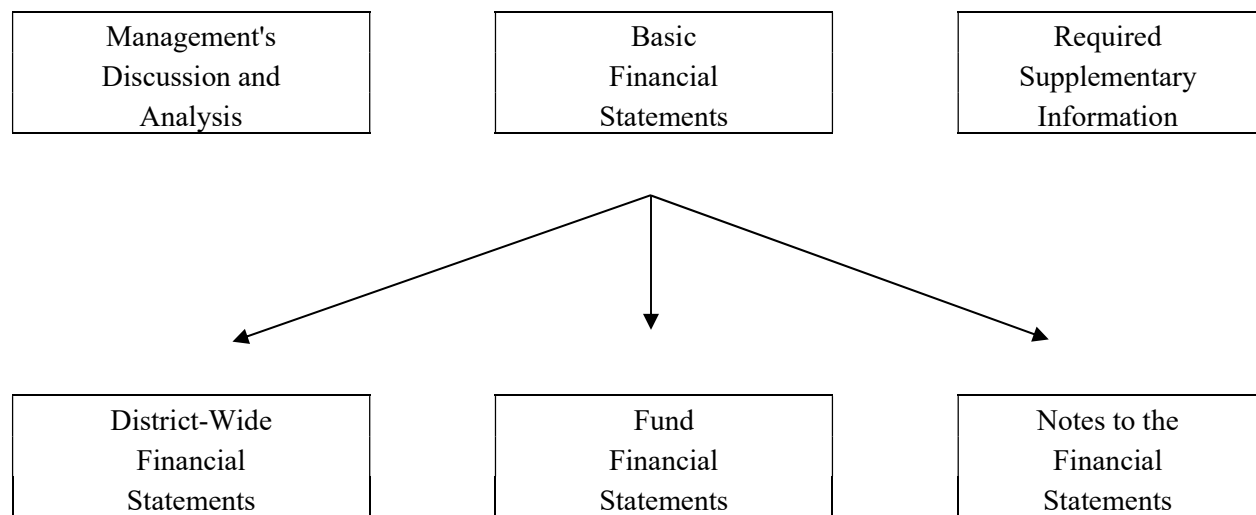 Management's
Discussion and
Analysis
Basic
Financial
Statements
Required
Supplementary
Information
District-Wide
Financial
Statements
Fund
Financial
Statements
Notes to the
Financial
Statements